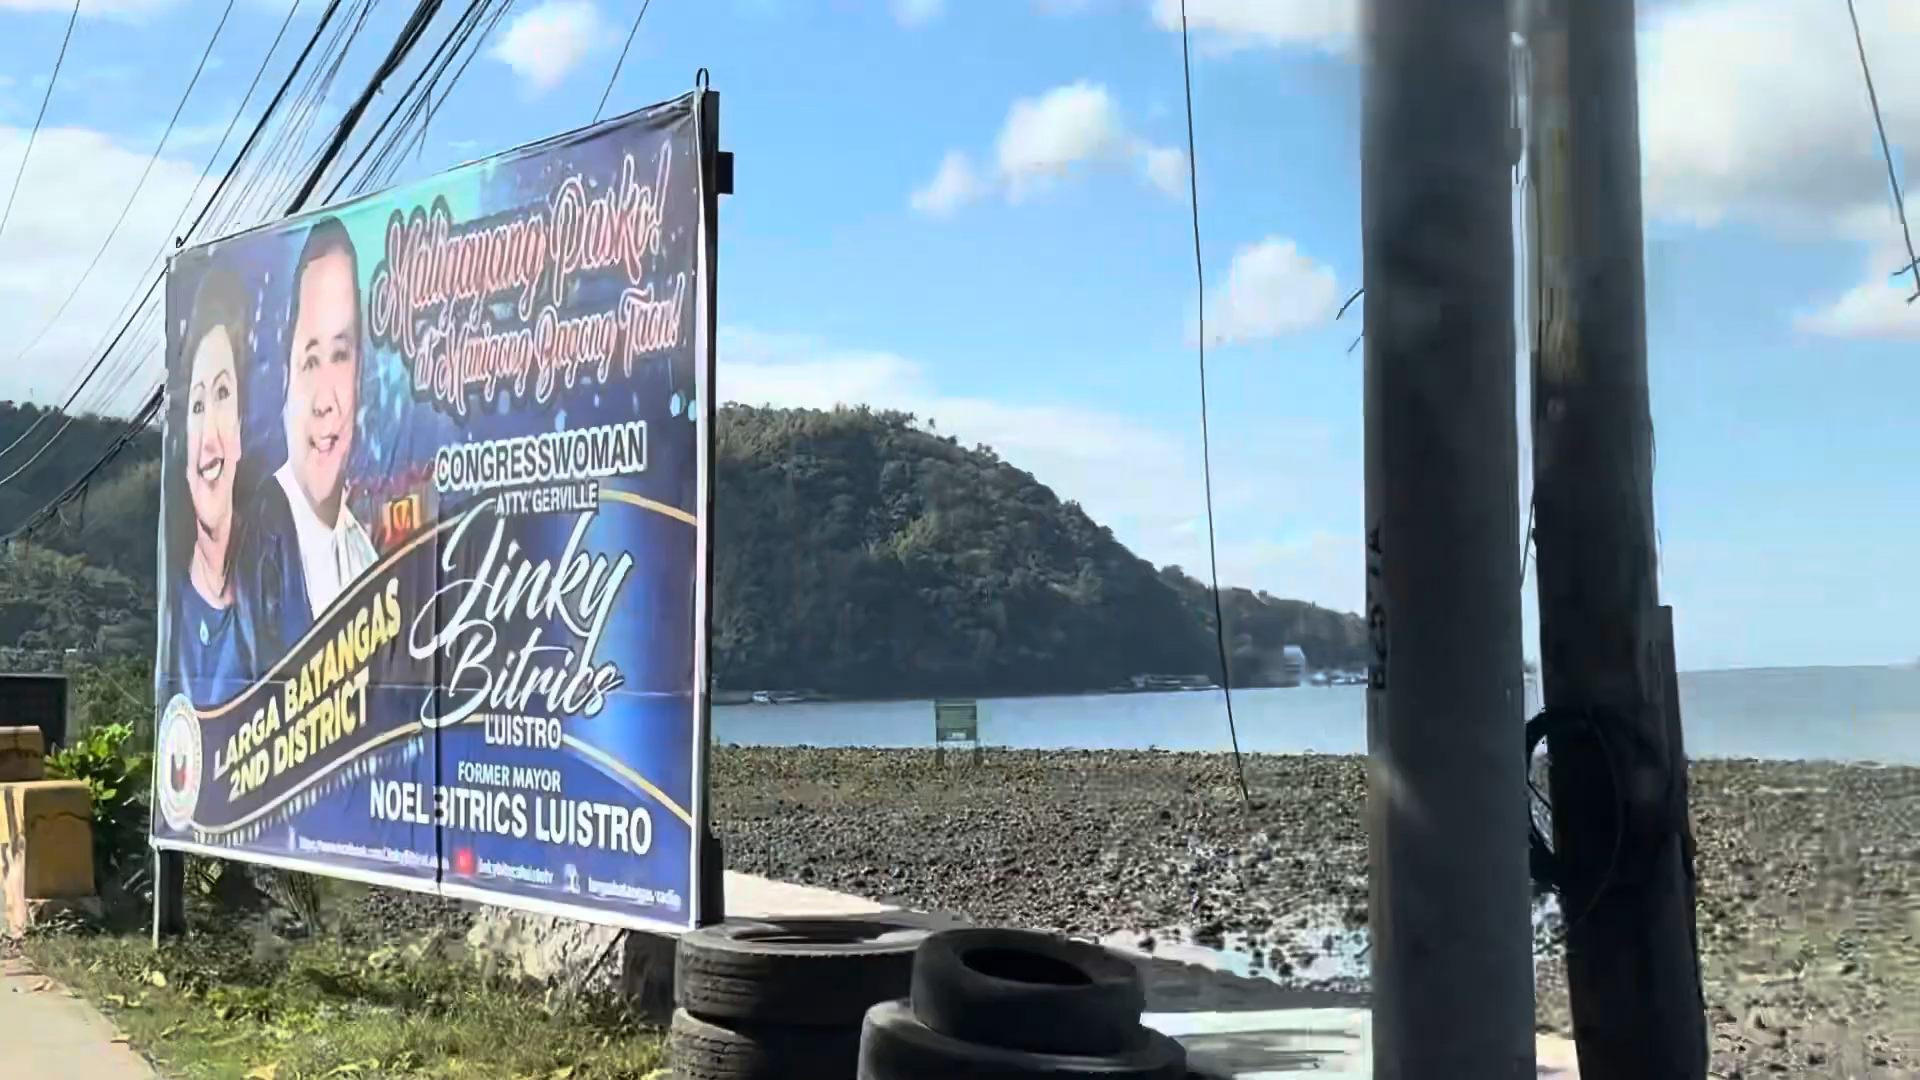 Maligayang Pasko!
at Manigong Bagong Taon!
CONGRESSWOMAN
ATTY. GERVILLE
Jinky
Bitrics
LUISTRO
LARGA BATANGAS
2ND DISTRICT
FORMER MAYOR
NOEL BITRICS LUISTRO